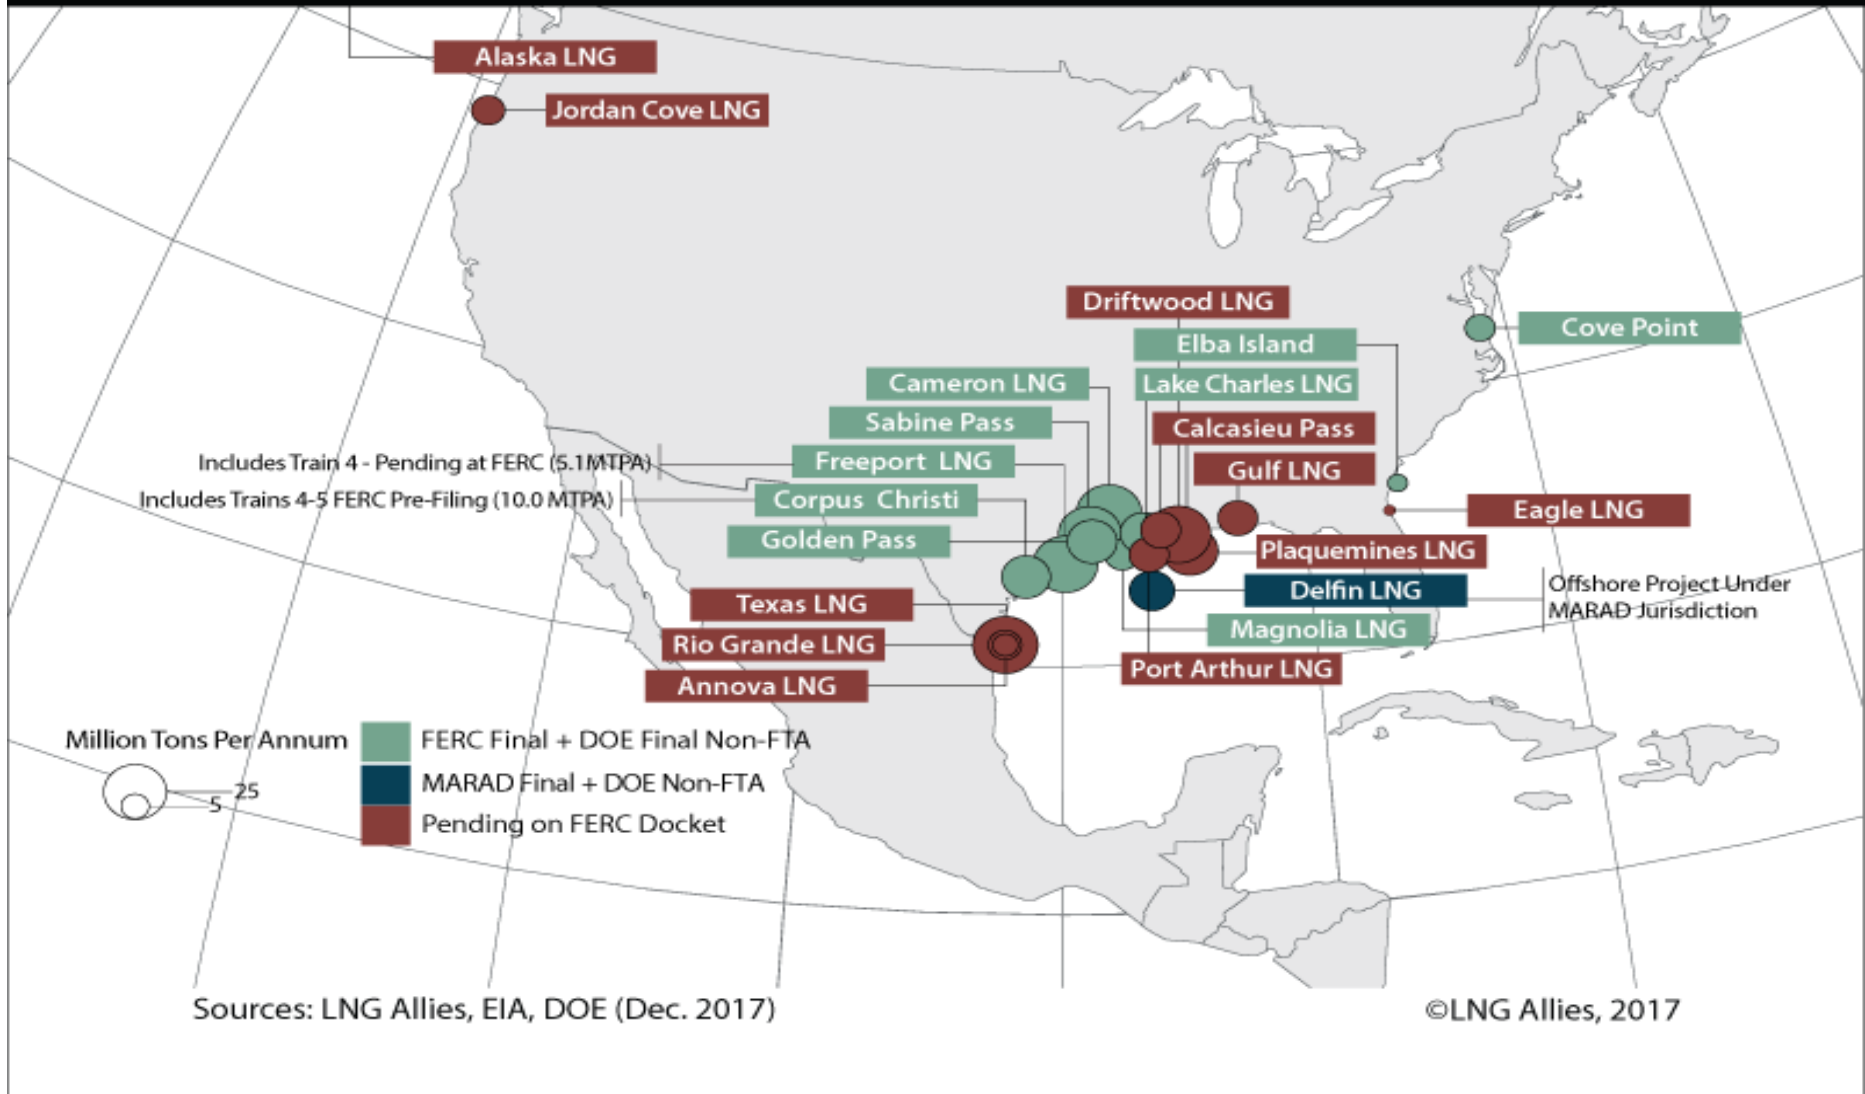 Alaska LNG
Jordan Cove LNG
Driftwood LNG
Cove Point
Elba Island
Cameron LNG
Lake Charles LNG
Sabine Pass
Calcasieu Pass
Includes Train 4 - Pending at FERC (5.1MTPA)
Freeport LNG
Gulf LNG
Includes Trains 4-5 FERC Pre-Filing (10.0 MTPA)
Corpus Christi
Eagle LNG
Golden Pass
Plaquemines LNG
Delfin LNG
Offshore Project Under
MARAD Jurisdiction
Texas LNG
Magnolia LNG
Rio Grande LNG
Port Arthur LNG
Annova LNG
Million Tons Per Annum
25
5
FERC Final + DOE Final Non-FTA
MARAD Final + DOE Non-FTA
Pending on FERC Docket
Sources: LNG Allies, EIA, DOE (Dec. 2017)
©LNG Allies, 2017